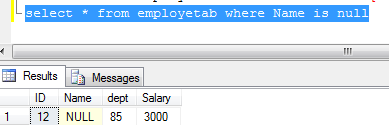 select * from employetab where Name is null
Results Messages
ID Name dept Salary
1 12 NULL 85 3000